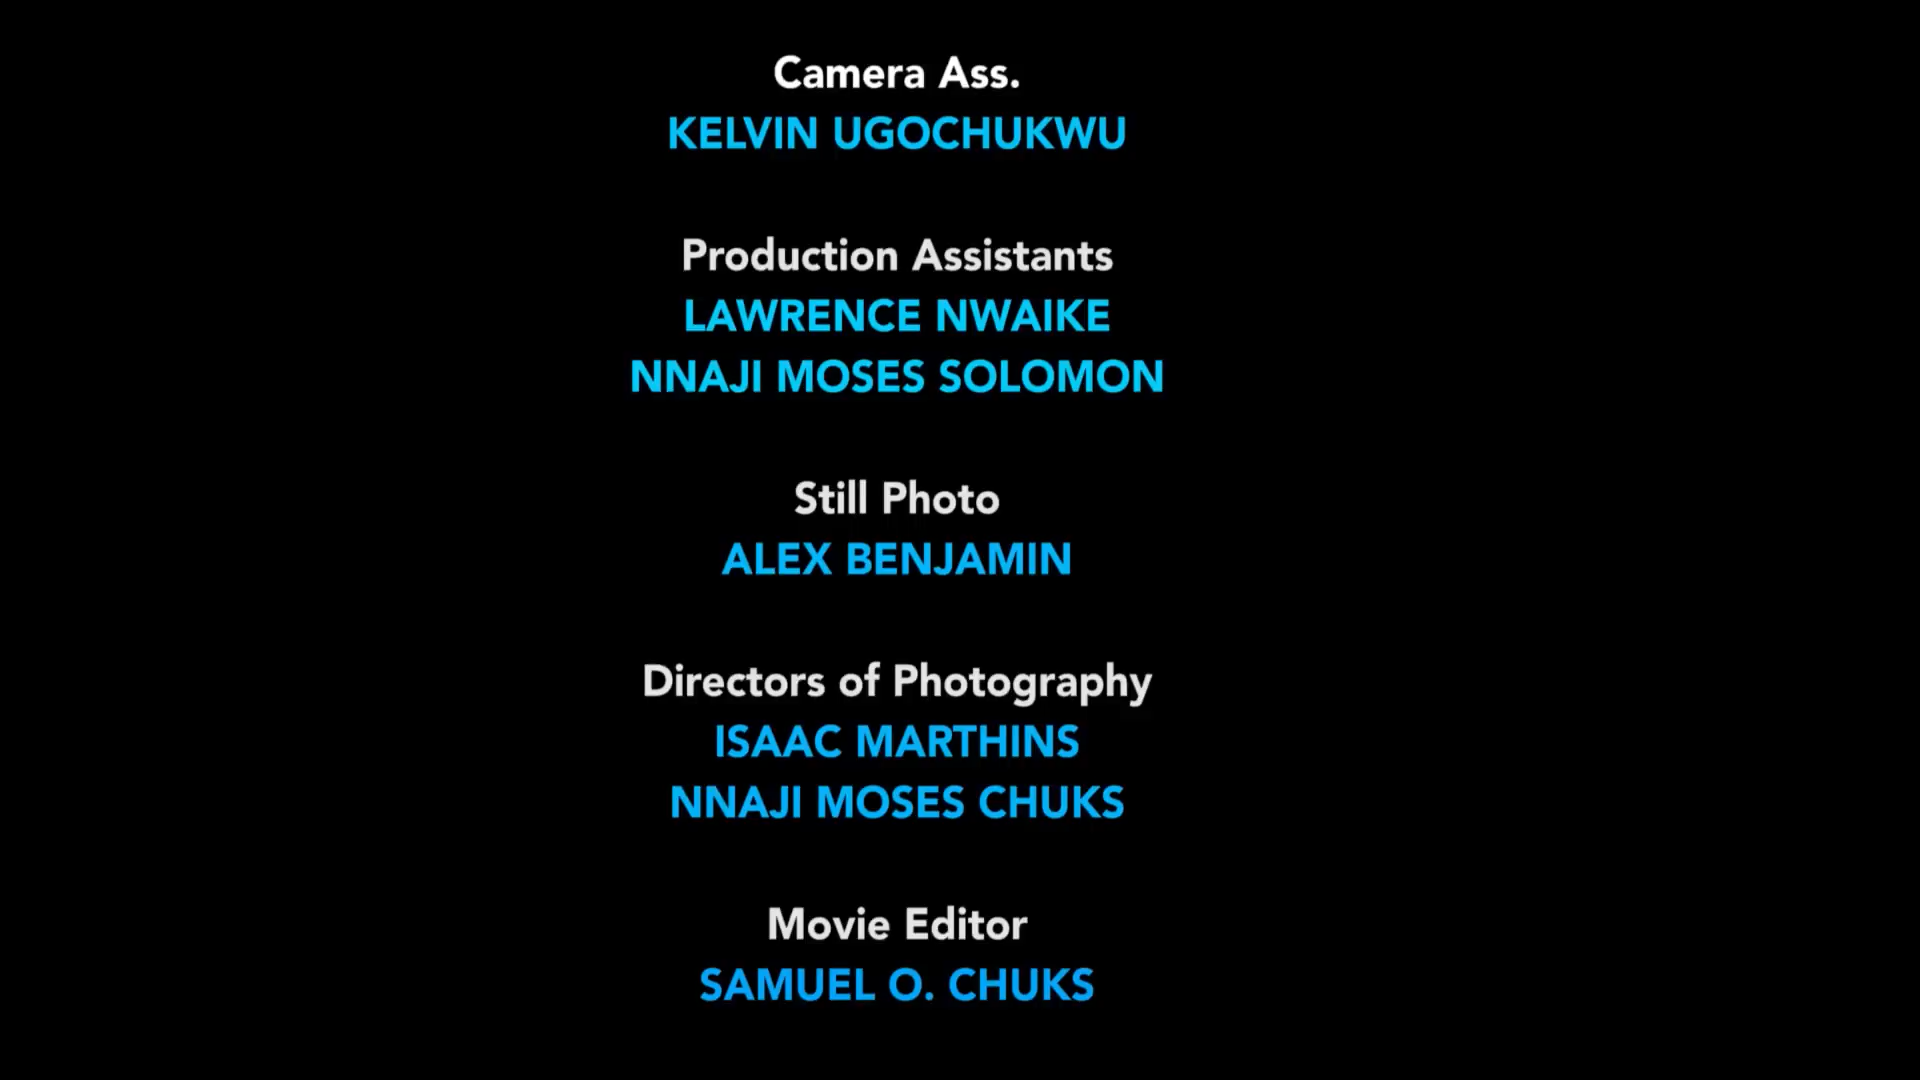 Camera Ass.
KELVIN UGOCHUKWU
Production Assistants
LAWRENCE NWAIKE
NNAJI MOSES SOLOMON
Still Photo
ALEX BENJAMIN
Directors of Photography
ISAAC MARTHINS
NNAJI MOSES CHUKS
Movie Editor
SAMUEL O. CHUKS